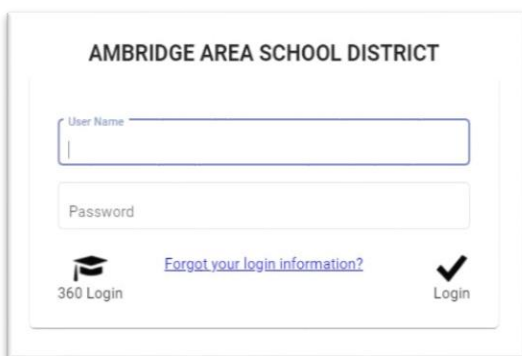 AMBRIDGE AREA SCHOOL DISTRICT
User Name
Password
Forgot your login information?
360 Login
Login